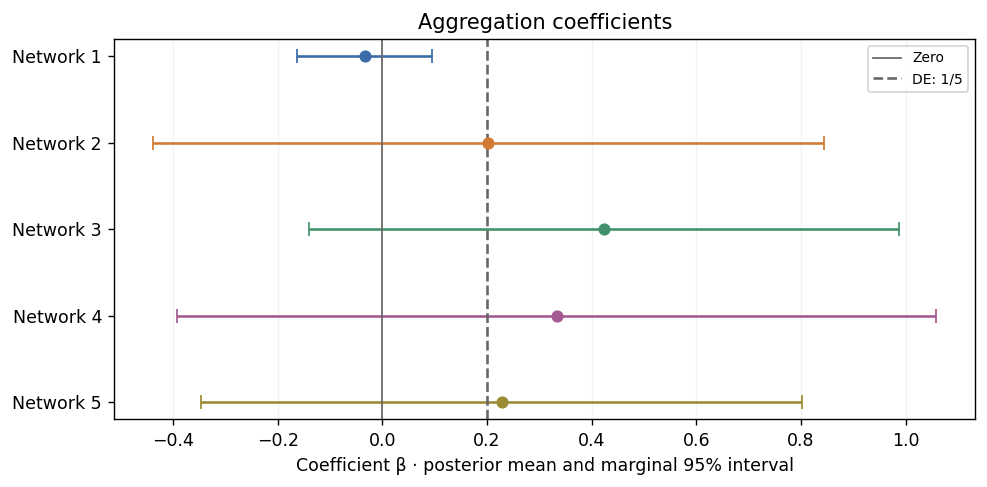 Aggregation coefficients
Network 1
Network 2
Network 3
Network 4
Network 5
Zero
DE: 1/5
−0.4 −0.2 0.0 0.2 0.4 0.6 0.8 1.0
Coefficient β · posterior mean and marginal 95% interval